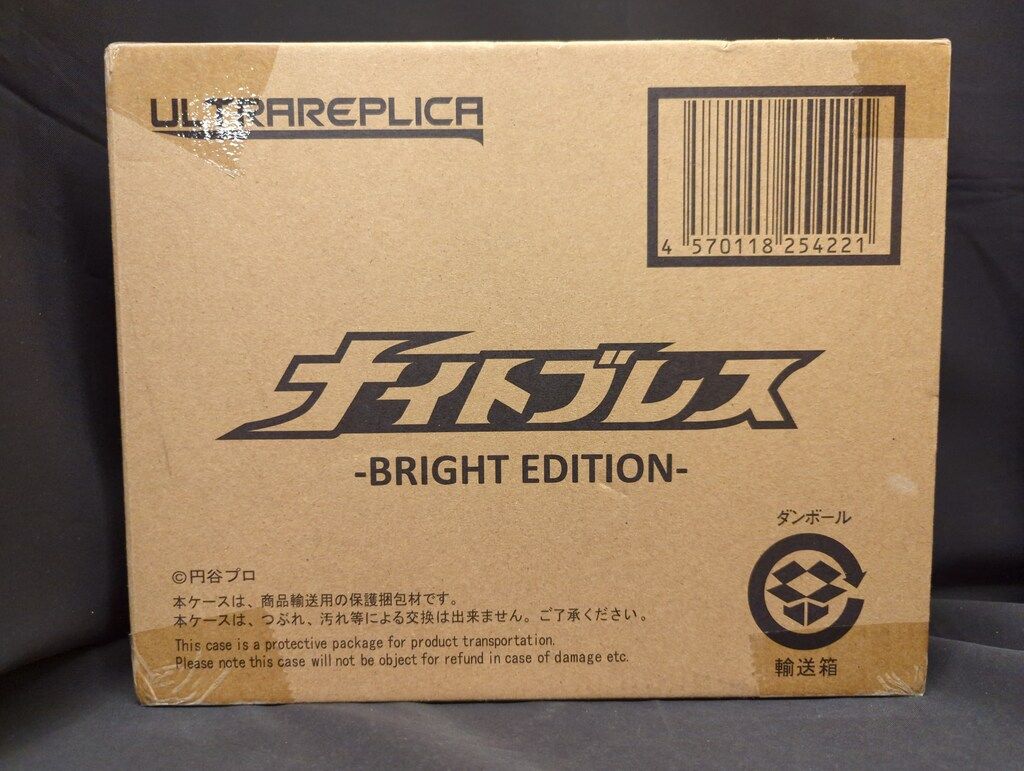 ULTRAREPLICA
4 570118 254221
ナイトブレス
-BRIGHT EDITION-
ダンボール
輸送箱
©円谷プロ
本ケースは、商品輸送用の保護梱包材です。
本ケースは、つぶれ、汚れ等による交換は出来ません。ご了承ください。
This case is a protective package for product transportation.
Please note this case will not be object for refund in case of damage etc.